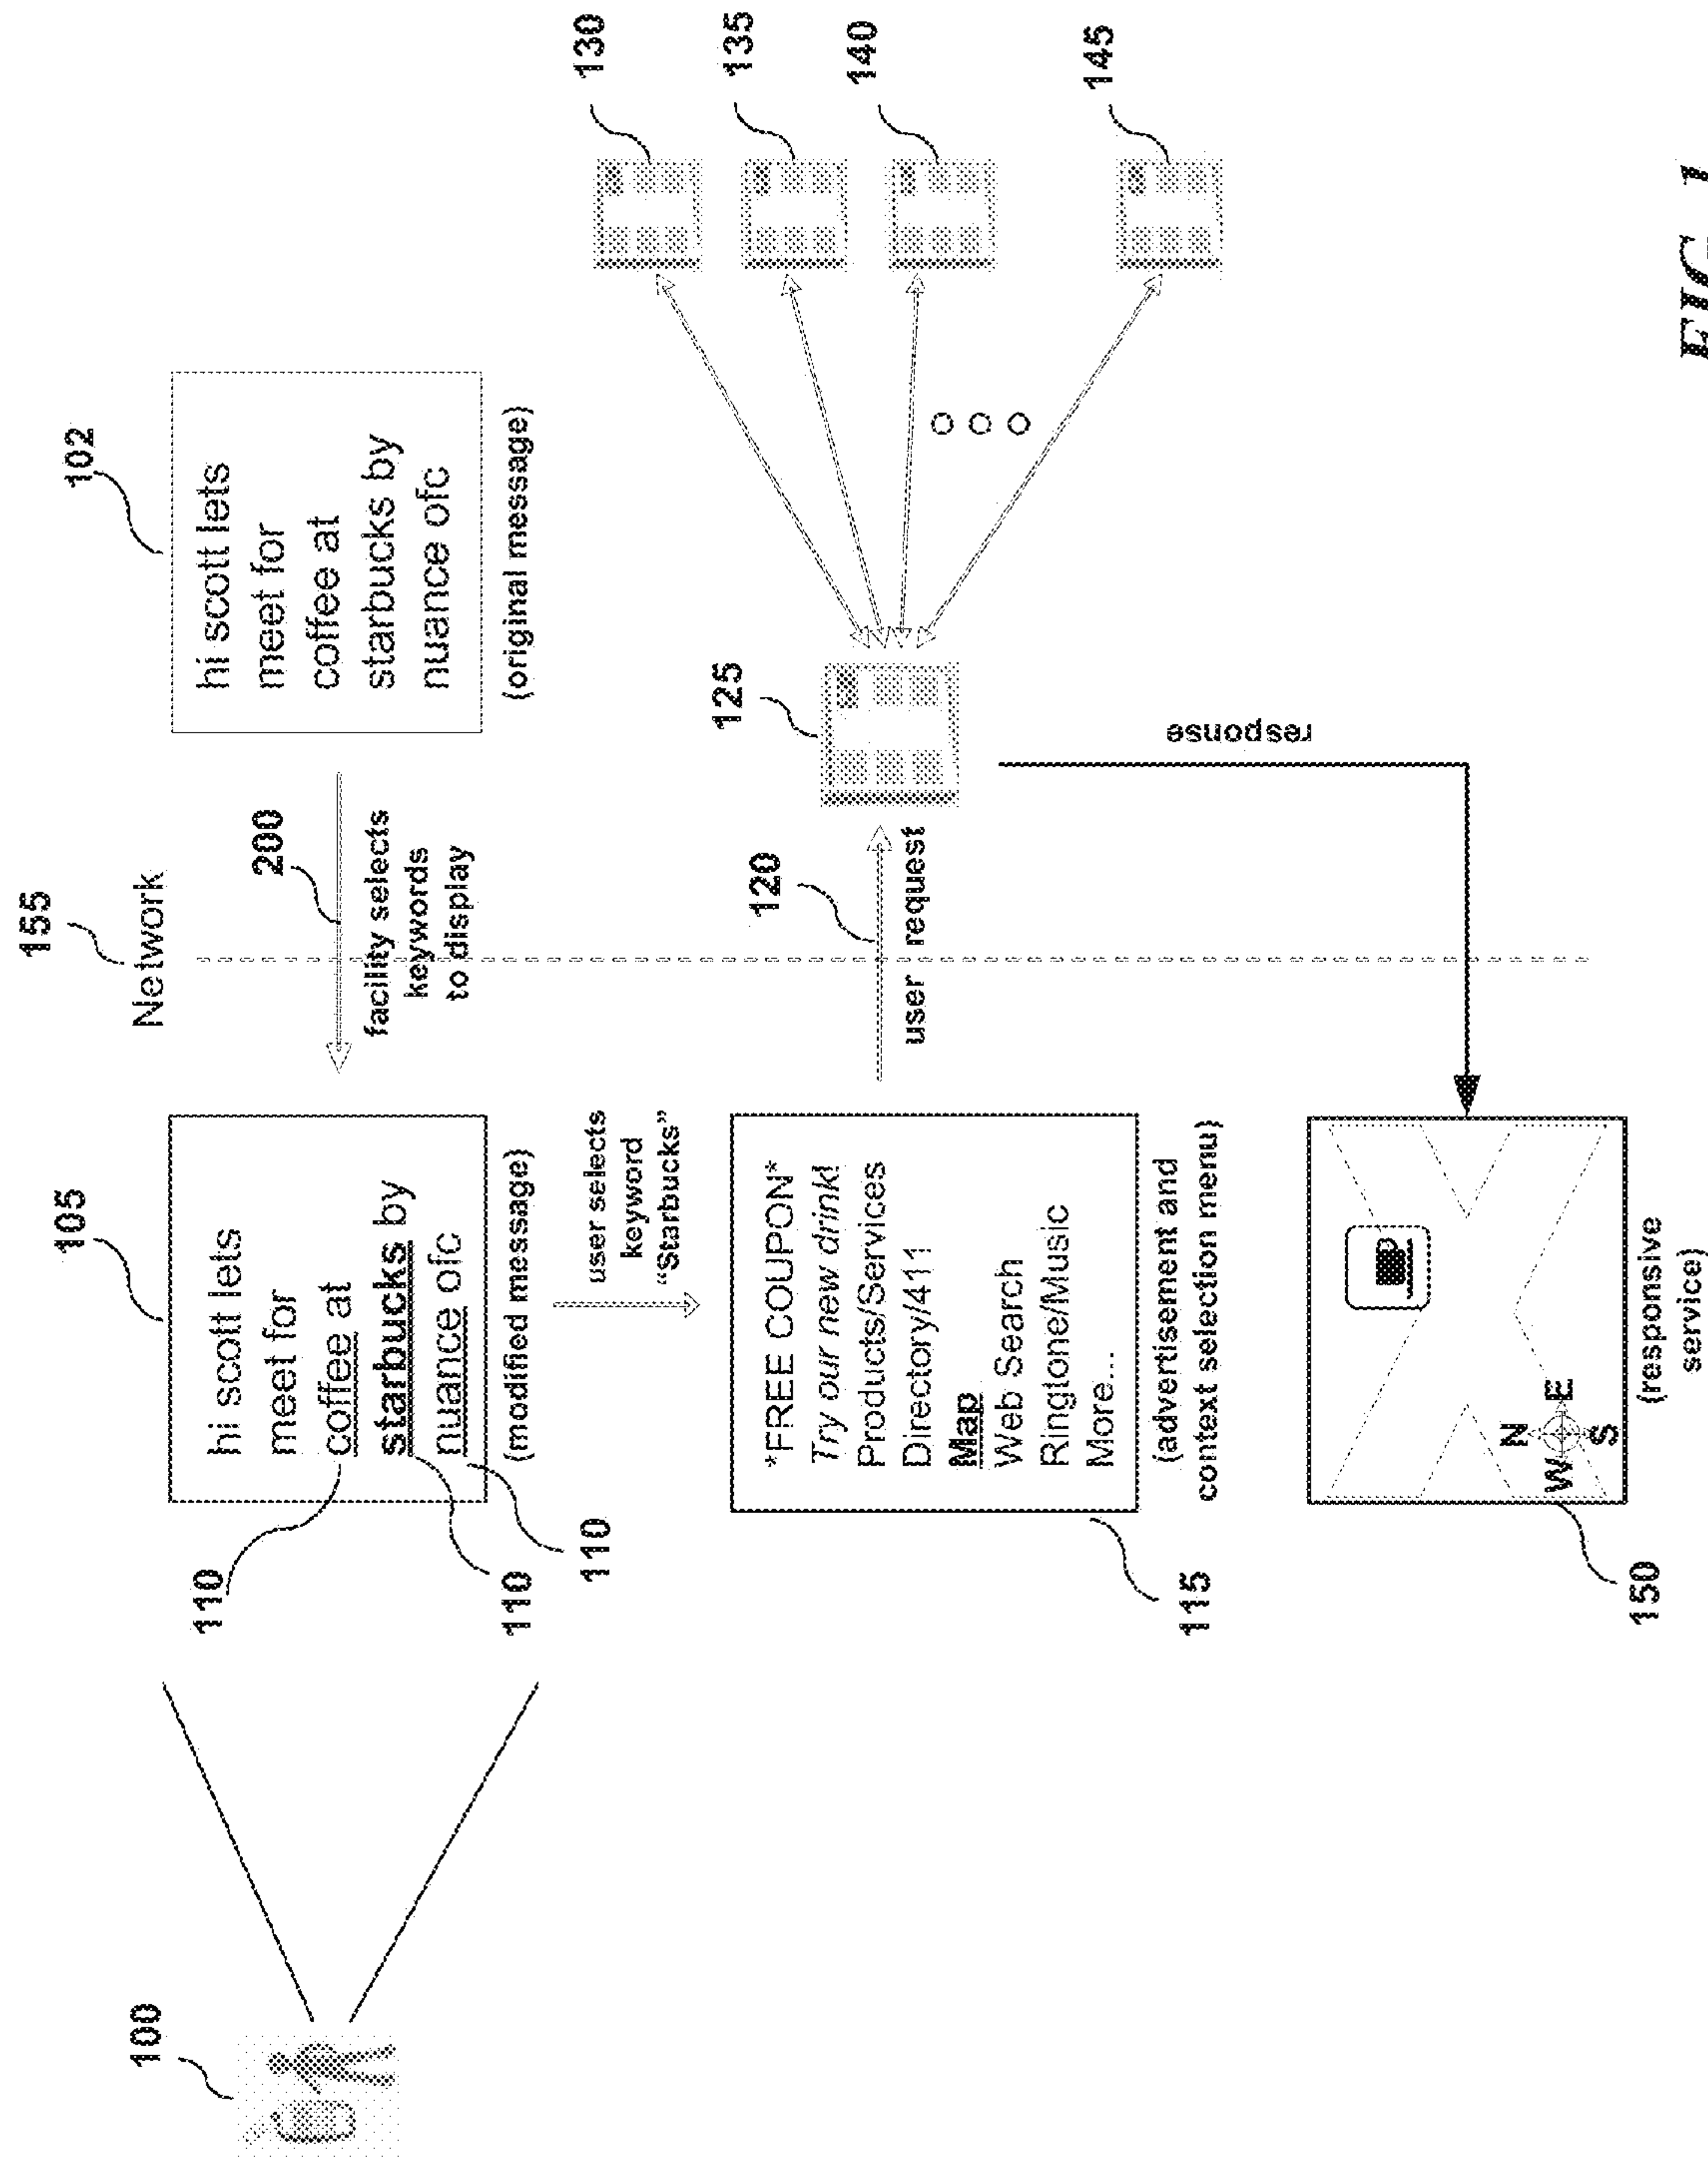 155
Network
102
hi scott lets
meet for
coffee at
starbucks by
nuance ofc
(original message)
200
facility selects
keywords
to display
105
hi scott lets
meet for
coffee at
starbucks by
nuance ofc
(modified message)
110
110
110
100
user selects
keyword
“Starbucks”
115
*FREE COUPON*
Try our new drink!
Products/Services
Directory/411
Map
Web Search
Ringtone/Music
More...
(advertisement and
context selection menu)
120
user request
125
130
135
140
145
response
150
N
W E
S
(responsive
service)
FIG. 1